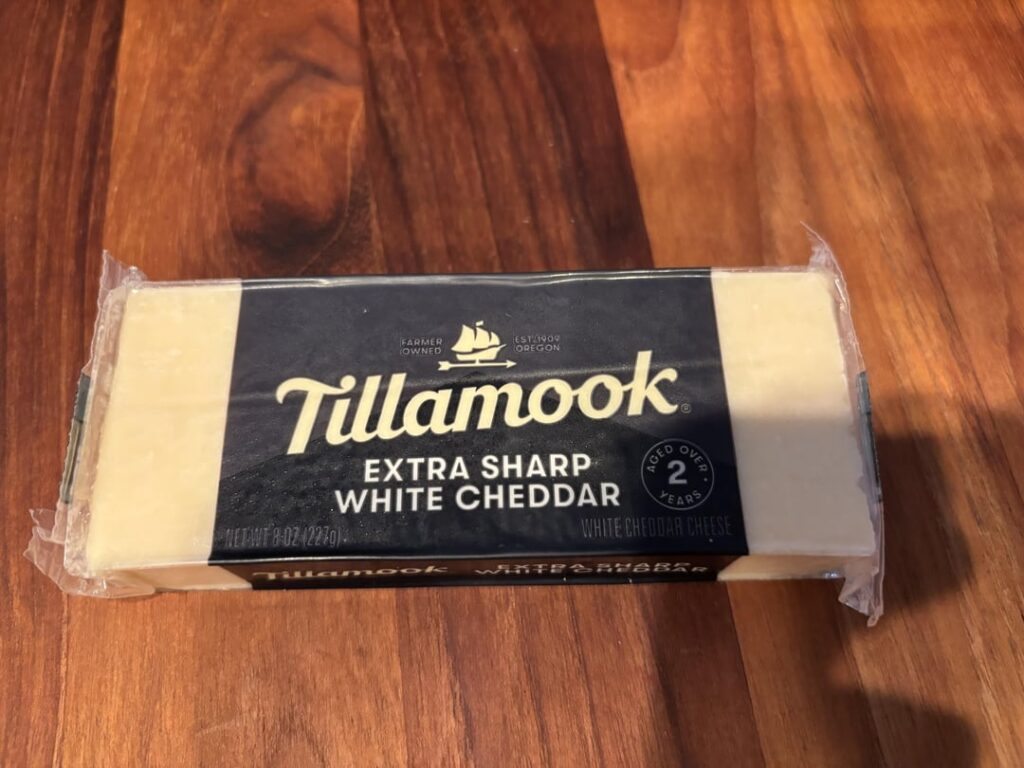 FARMER
OWNED
EST. 1909
OREGON
Tillamook®
EXTRA SHARP
WHITE CHEDDAR
AGED OVER
2
YEARS
NET WT 8 OZ (227g)
WHITE CHEDDAR CHEESE
Tillamook
EXTRA SHARP
WHITE CHEDDAR